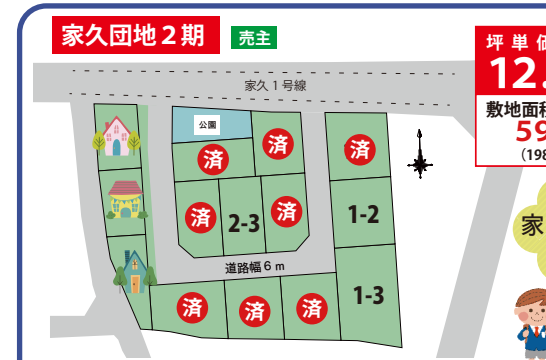 家久団地2期
売主
坪単価
12.
敷地面積
59
(198
家久1号線
公園
済
済
済
済
2-3
済
1-2
道路幅6m
1-3
済
済
済
家